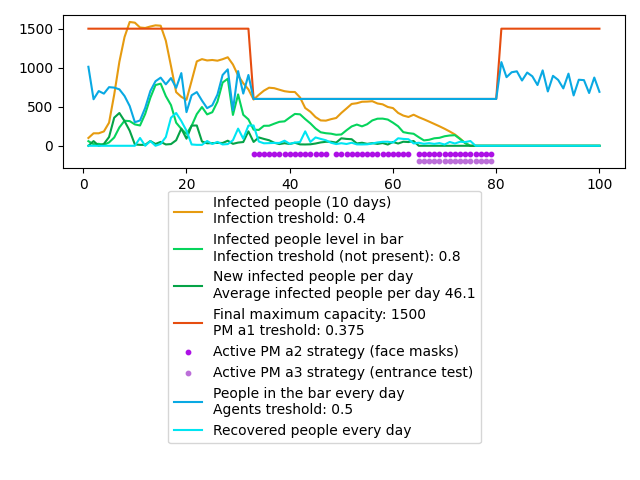 1500
1000
500
0
0 20 40 60 80 100
Infected people (10 days)
Infection treshold: 0.4
Infected people level in bar
Infection treshold (not present): 0.8
New infected people per day
Average infected people per day 46.1
Final maximum capacity: 1500
PM a1 treshold: 0.375
Active PM a2 strategy (face masks)
Active PM a3 strategy (entrance test)
People in the bar every day
Agents treshold: 0.5
Recovered people every day